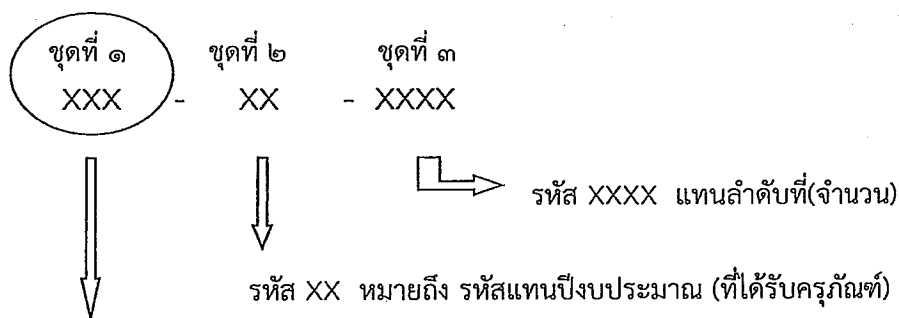 ชุดที่ ๑ ชุดที่ ๒ ชุดที่ ๓
XXX - XX - XXXX
รหัส XXXX แทนลำดับที่(จำนวน)
รหัส XX หมายถึง รหัสแทนปีงบประมาณ (ที่ได้รับครุภัณฑ์)